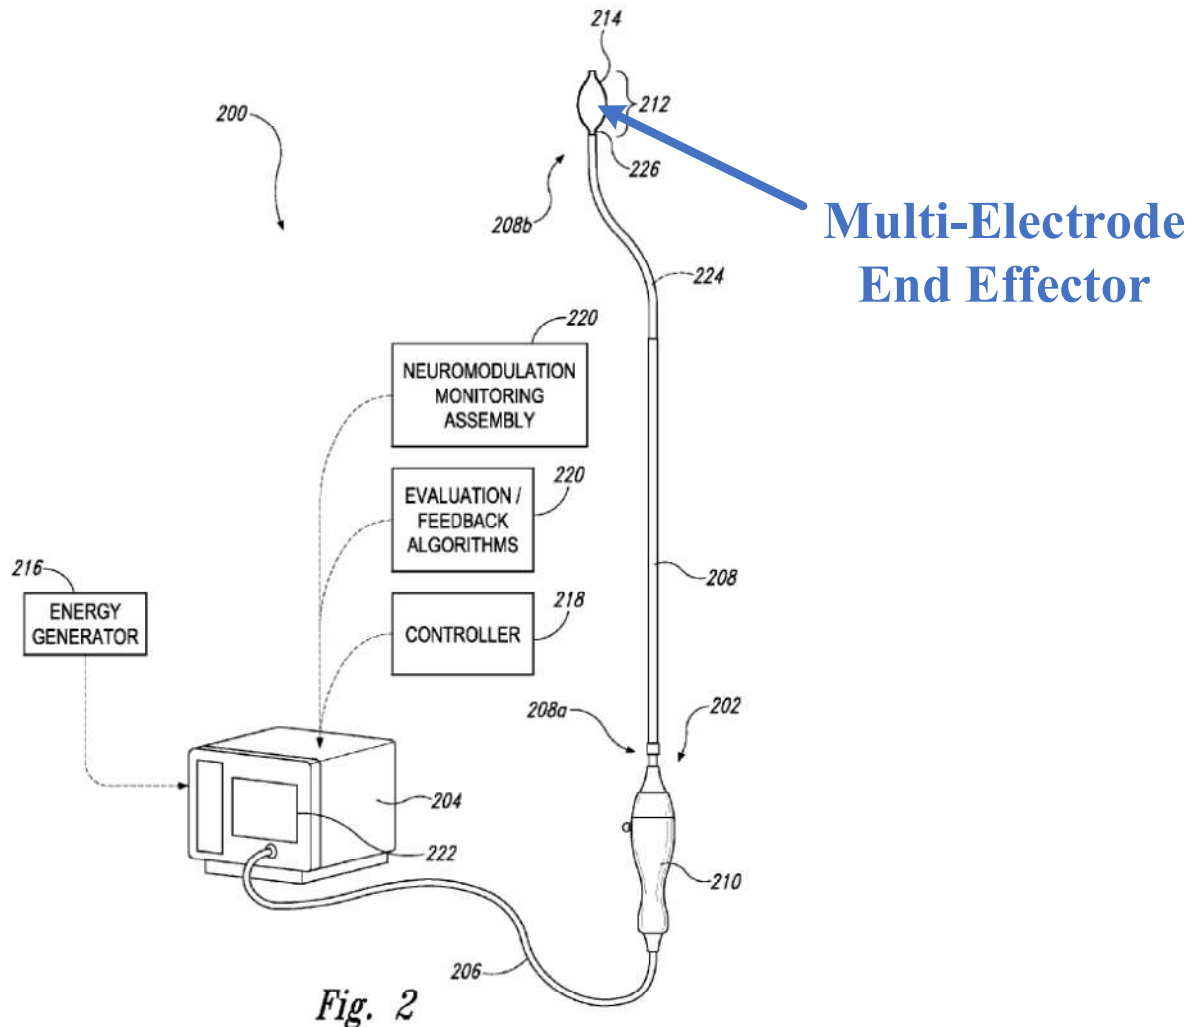 214
212
200
226
208b
Multi-Electrode
End Effector
224
220
NEUROMODULATION
MONITORING
ASSEMBLY
220
EVALUATION /
FEEDBACK
ALGORITHMS
208
216
ENERGY
GENERATOR
218
CONTROLLER
208a
202
204
222
210
206
Fig. 2